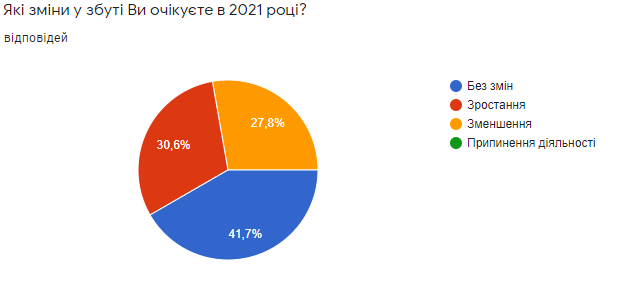 Які зміни у збуті Ви очікуєте в 2021 році?
відповідей
Без змін
Зростання
Зменшення
Припинення діяльності
27,8%
30,6%
41,7%